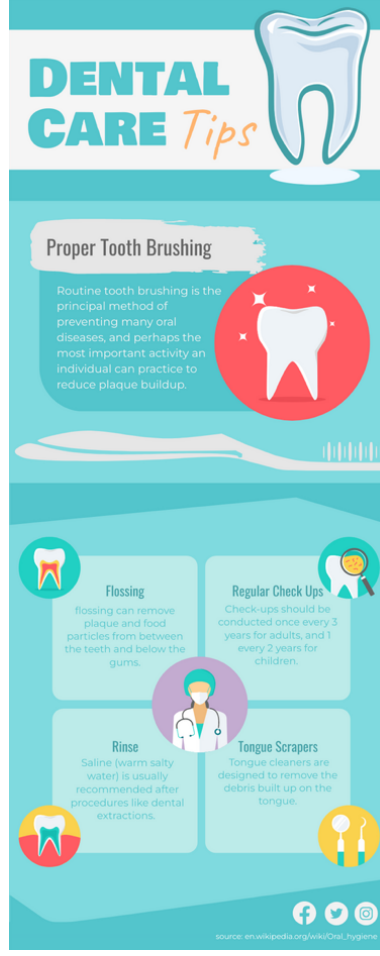 DENTAL
CARE Tips
Proper Tooth Brushing
Routine tooth brushing is the
principal method of
preventing many oral
diseases, and perhaps the
most important activity an
individual can practice to
reduce plaque buildup.
Flossing
flossing can remove
plaque and food
particles from between
the teeth and below the
gums.
Regular Check Ups
Check-ups should be
conducted once every 3
years for adults, and 1
every 2 years for
children.
Rinse
Saline (warm salty
water) is usually
recommended after
procedures like dental
extractions.
Tongue Scrapers
Tongue cleaners are
designed to remove the
debris built up on the
tongue.
source: en.wikipedia.org/wiki/Oral_hygiene